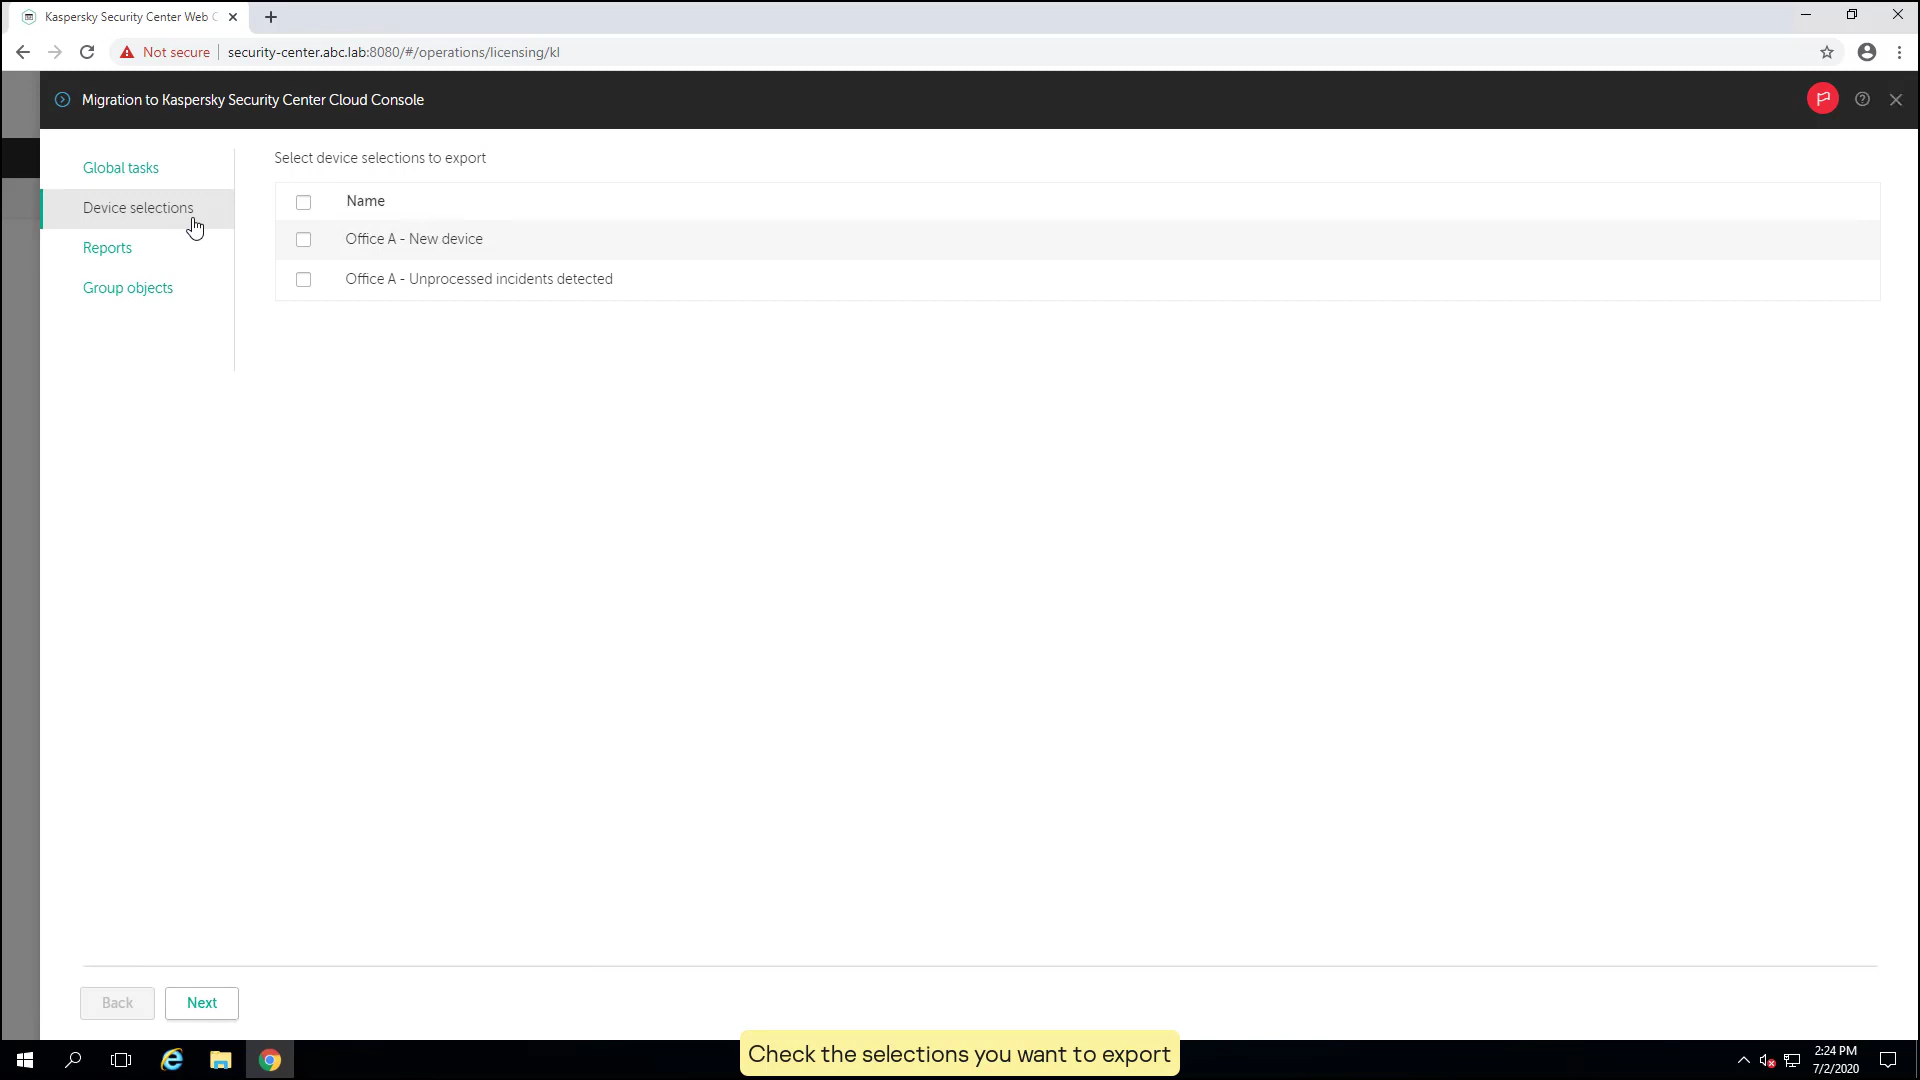 Kaspersky Security Center Web C
Not secure
security-center.abc.lab:8080/#/operations/licensing/kl
Migration to Kaspersky Security Center Cloud Console
Global tasks
Device selections
Reports
Group objects
Select device selections to export
Name
Office A - New device
Office A - Unprocessed incidents detected
Back
Next
Check the selections you want to export
2:24 PM
7/2/2020